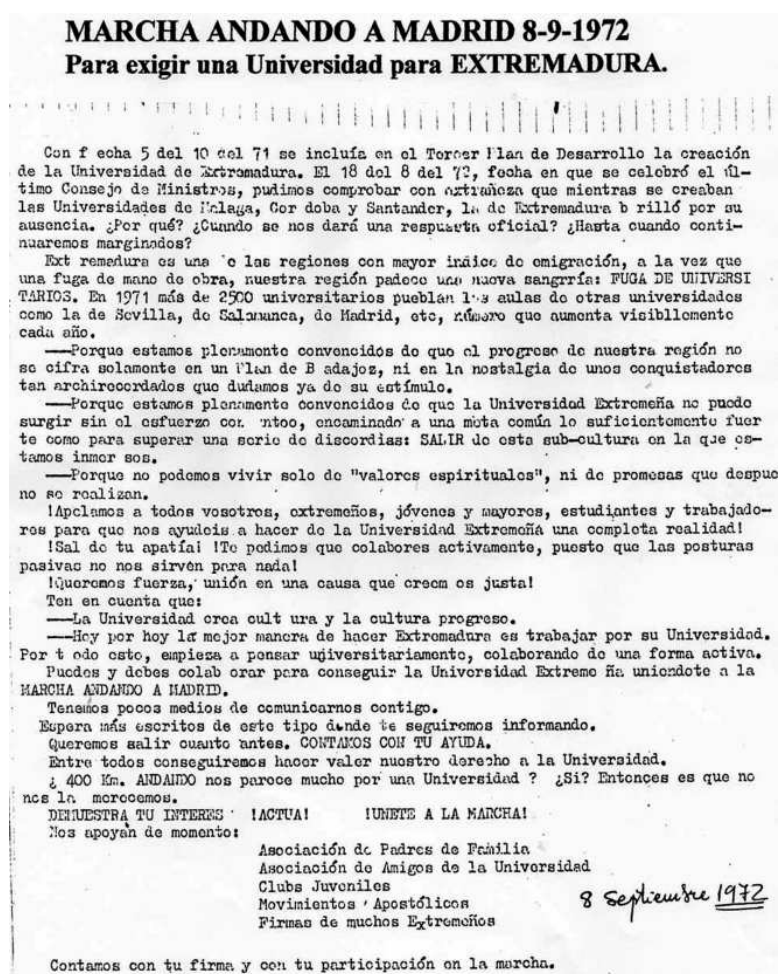 MARCHA ANDANDO A MADRID 8-9-1972
Para exigir una Universidad para EXTREMADURA.
Con f echa 5 del 10 del 71 se incluía en el Tercer Plan de Desarrollo la creación
de la Universidad de Extremadura. El 18 del 8 del 72, fecha en que se celebró el úl-
timo Consejo de Ministros, pudimos comprobar con extrañeza que mientras se creaban
las Universidades de Malaga, Cor doba y Santander, la de Extremadura b rilló por su
ausencia. ¿Por qué? ¿Cuando se nos dará una respuesta oficial? ¿Hasta cuando conti-
nuaremos marginados?
Ext remadura es una de las regiones con mayor indice de emigración, a la vez que
una fuga de mano de obra, nuestra región padece una nueva sangrría: FUGA DE UNIVERSI
TARIOS. En 1971 más de 2500 universitarios pueblan los aulas de otras universidades
como la de Sevilla, de Salamanca, de Madrid, etc, número que aumenta visibllemente
cada año.
—Porque estamos plenamente convencidos de que el progreso de nuestra región no
se cifra solamente en un Plan de B adajoz, ni en la nostalgia de unos conquistadores
tan archirecordados que dudamos ya de su estímulo.
—Porque estamos plenamente convencidos de que la Universidad Extremeña no puede
surgir sin el esfuerzo encaminado a una meta común lo suficientemente fuer
te como para superar una serie de discordias: SALIR de esta sub-cultura en la que es-
tamos inmer sos.
—Porque no podemos vivir solo de "valores espirituales", ni de promesas que despue
no se realizan.
!Apelamos a todos vosotros, extremeños, jóvenes y mayores, estudiantes y trabajado-
res para que nos ayudeis a hacer de la Universidad Extremeñá una completa realidad!
!Sal de tu apatía! !Te pedimos que colabores activamente, puesto que las posturas
pasivas no nos sirven para nada!
!Queremos fuerza, unión en una causa que creem os justa!
Ten en cuenta que:
—La Universidad crea cult ura y la cultura progreso.
—Hoy por hoy la mejor manera de hacer Extremadura es trabajar por su Universidad.
Por t odo esto, empieza a pensar universitariamente, colaborando de una forma activa.
Puedes y debes colab orar para conseguir la Universidad Extreme ña uniendote a la
MARCHA ANDANDO A MADRID.
Tenemos pocos medios de comunicarnos contigo.
Espera más escritos de este tipo donde te seguiremos informando.
Queremos salir cuanto antes. CONTAMOS CON TU AYUDA.
Entre todos conseguiremos hacer valer nuestro derecho a la Universidad.
¿ 400 Km. ANDANDO nos parece mucho por una Universidad ? ¿Si? Entonces es que no
nos la merecemos.
DEMUESTRA TU INTERES !ACTUA! !UNETE A LA MARCHA!
Nos apoyan de momento:
Asociación de Padres de Familia
Asociación de Amigos de la Universidad
Clubs Juveniles
Movimientos Apostólicos
Firmas de muchos Extremeños
8 Septiembre 1972
Contamos con tu firma y con tu participación en la marcha.